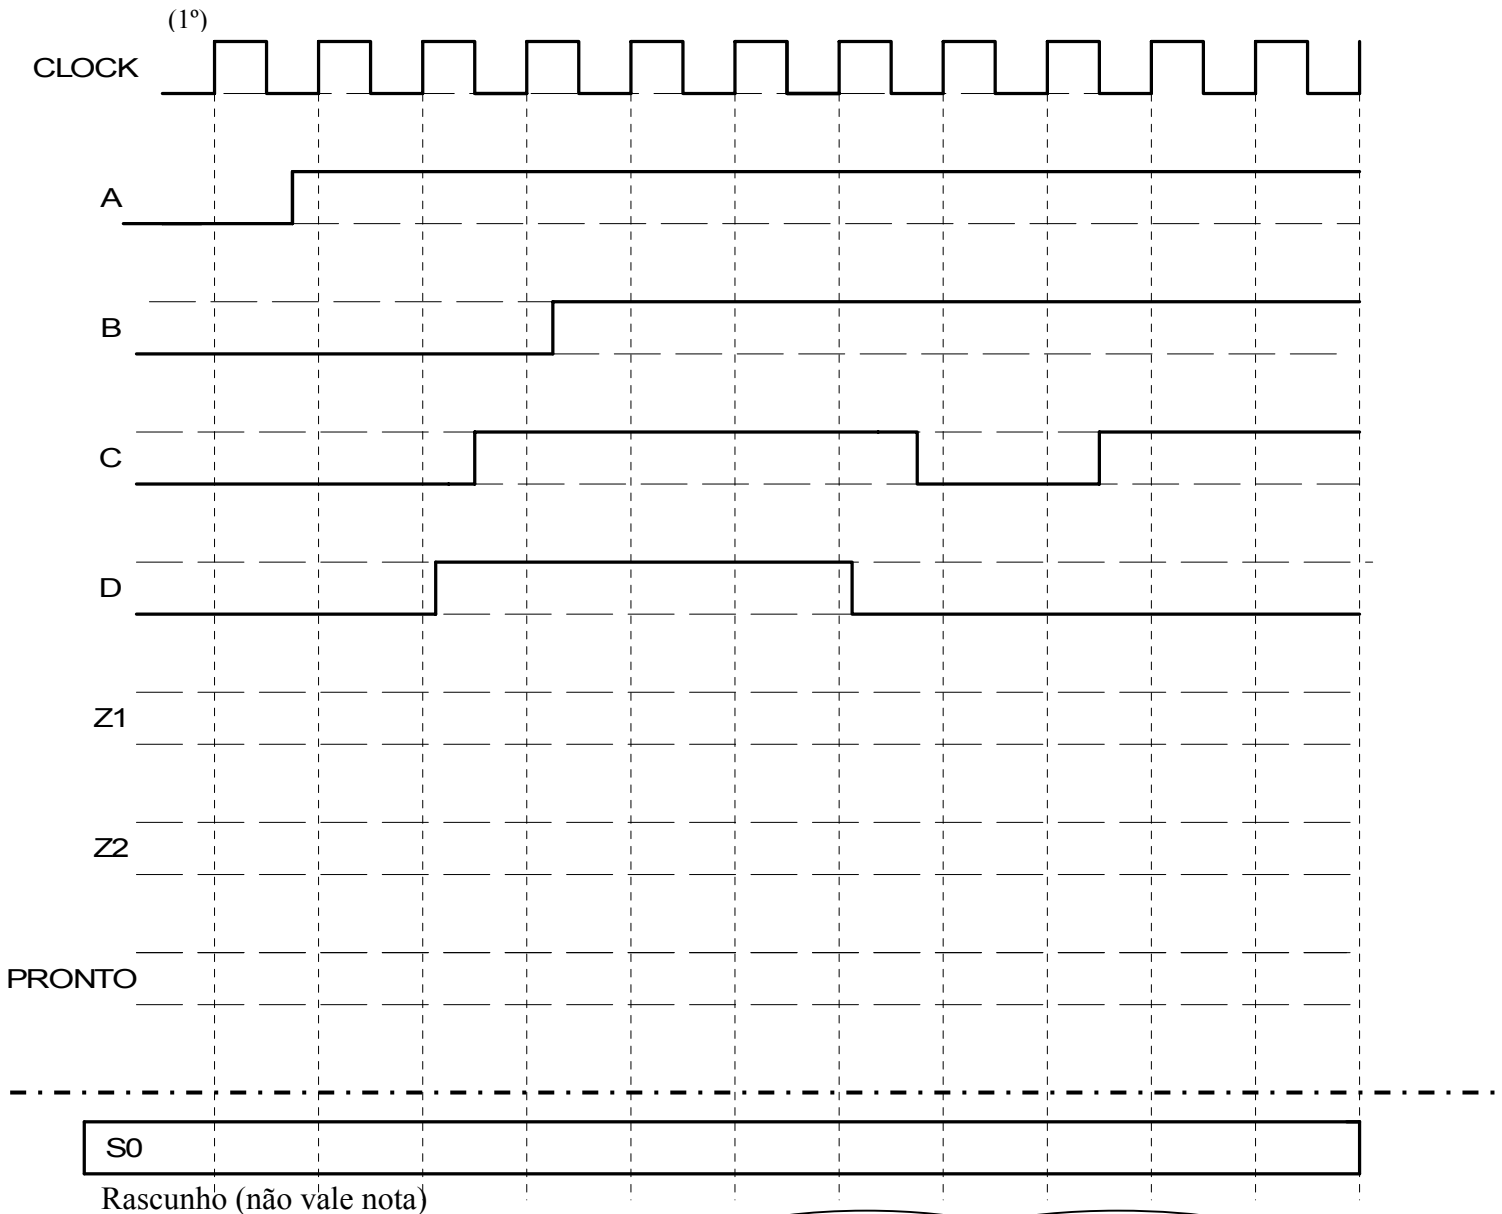 (1º)
CLOCK
A
B
C
D
Z1
Z2
PRONTO
S0
Rascunho (não vale nota)